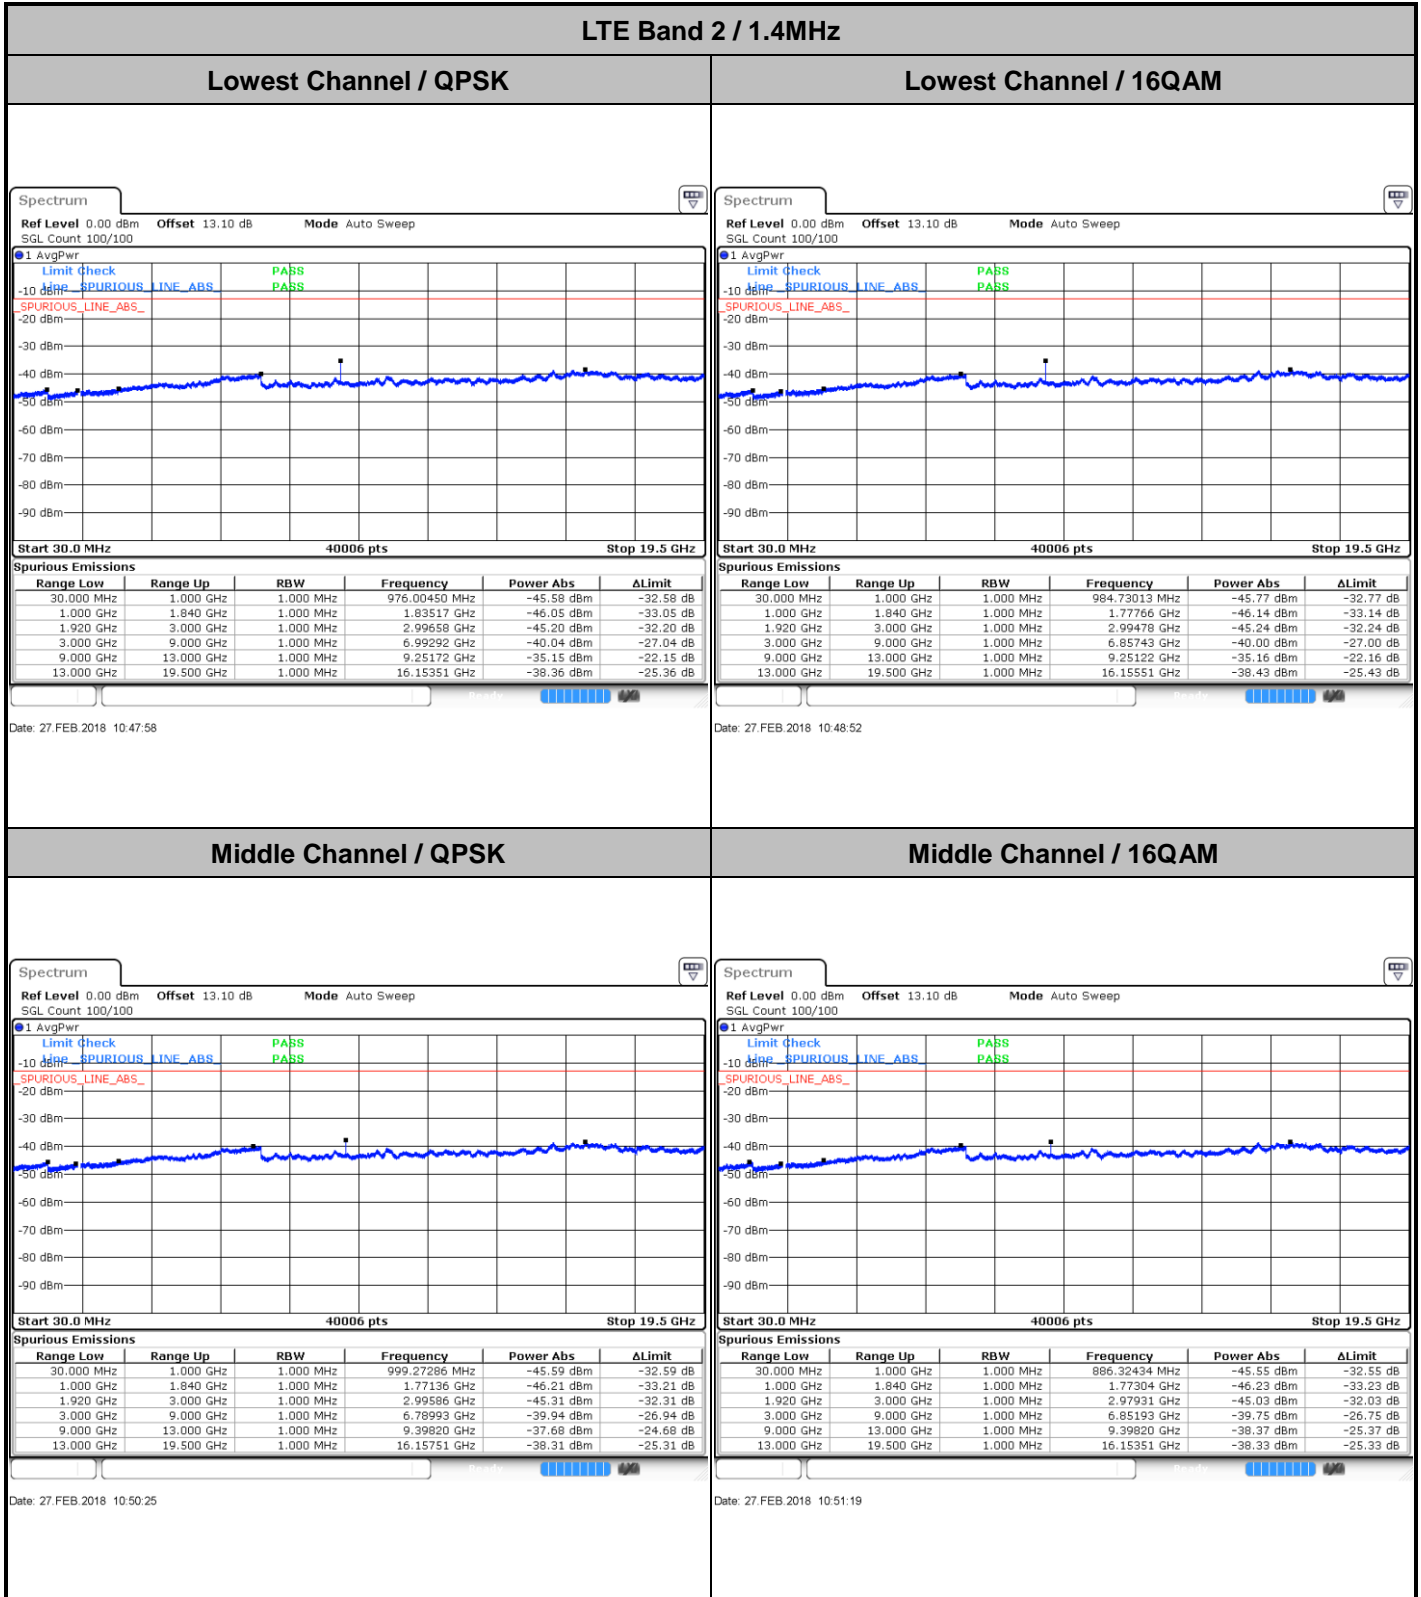 LTE Band 2 / 1.4MHz
Lowest Channel / QPSK
Lowest Channel / 16QAM
Spectrum
Ref Level 0.00 dBm Offset 13.10 dB Mode Auto Sweep
SGL Count 100/100
1 AvgPwr
Limit Check PASS
Line _SPURIOUS_LINE_ABS_ PASS
-10 dBm
_SPURIOUS_LINE_ABS_
-20 dBm
-30 dBm
-40 dBm
-50 dBm
-60 dBm
-70 dBm
-80 dBm
-90 dBm
Start 30.0 MHz 40006 pts Stop 19.5 GHz
Spurious Emissions
Range Low Range Up RBW Frequency Power Abs ΔLimit
30.000 MHz 1.000 GHz 1.000 MHz 976.00450 MHz -45.58 dBm -32.58 dB
1.000 GHz 1.840 GHz 1.000 MHz 1.83517 GHz -46.05 dBm -33.05 dB
1.920 GHz 3.000 GHz 1.000 MHz 2.99658 GHz -45.20 dBm -32.20 dB
3.000 GHz 9.000 GHz 1.000 MHz 6.99292 GHz -40.04 dBm -27.04 dB
9.000 GHz 13.000 GHz 1.000 MHz 9.25172 GHz -35.15 dBm -22.15 dB
13.000 GHz 19.500 GHz 1.000 MHz 16.15351 GHz -38.36 dBm -25.36 dB
Ready
Date: 27.FEB.2018 10:47:58
Spectrum
Ref Level 0.00 dBm Offset 13.10 dB Mode Auto Sweep
SGL Count 100/100
1 AvgPwr
Limit Check PASS
Line _SPURIOUS_LINE_ABS_ PASS
-10 dBm
_SPURIOUS_LINE_ABS_
-20 dBm
-30 dBm
-40 dBm
-50 dBm
-60 dBm
-70 dBm
-80 dBm
-90 dBm
Start 30.0 MHz 40006 pts Stop 19.5 GHz
Spurious Emissions
Range Low Range Up RBW Frequency Power Abs ΔLimit
30.000 MHz 1.000 GHz 1.000 MHz 984.73013 MHz -45.77 dBm -32.77 dB
1.000 GHz 1.840 GHz 1.000 MHz 1.77766 GHz -46.14 dBm -33.14 dB
1.920 GHz 3.000 GHz 1.000 MHz 2.99478 GHz -45.24 dBm -32.24 dB
3.000 GHz 9.000 GHz 1.000 MHz 6.85743 GHz -40.00 dBm -27.00 dB
9.000 GHz 13.000 GHz 1.000 MHz 9.25122 GHz -35.16 dBm -22.16 dB
13.000 GHz 19.500 GHz 1.000 MHz 16.15551 GHz -38.43 dBm -25.43 dB
Ready
Date: 27.FEB.2018 10:48:52
Middle Channel / QPSK
Middle Channel / 16QAM
Spectrum
Ref Level 0.00 dBm Offset 13.10 dB Mode Auto Sweep
SGL Count 100/100
1 AvgPwr
Limit Check PASS
Line _SPURIOUS_LINE_ABS_ PASS
-10 dBm
_SPURIOUS_LINE_ABS_
-20 dBm
-30 dBm
-40 dBm
-50 dBm
-60 dBm
-70 dBm
-80 dBm
-90 dBm
Start 30.0 MHz 40006 pts Stop 19.5 GHz
Spurious Emissions
Range Low Range Up RBW Frequency Power Abs ΔLimit
30.000 MHz 1.000 GHz 1.000 MHz 999.27286 MHz -45.59 dBm -32.59 dB
1.000 GHz 1.840 GHz 1.000 MHz 1.77136 GHz -46.21 dBm -33.21 dB
1.920 GHz 3.000 GHz 1.000 MHz 2.99586 GHz -45.31 dBm -32.31 dB
3.000 GHz 9.000 GHz 1.000 MHz 6.78993 GHz -39.94 dBm -26.94 dB
9.000 GHz 13.000 GHz 1.000 MHz 9.39820 GHz -37.68 dBm -24.68 dB
13.000 GHz 19.500 GHz 1.000 MHz 16.15751 GHz -38.31 dBm -25.31 dB
Ready
Date: 27.FEB.2018 10:50:25
Spectrum
Ref Level 0.00 dBm Offset 13.10 dB Mode Auto Sweep
SGL Count 100/100
1 AvgPwr
Limit Check PASS
Line _SPURIOUS_LINE_ABS_ PASS
-10 dBm
_SPURIOUS_LINE_ABS_
-20 dBm
-30 dBm
-40 dBm
-50 dBm
-60 dBm
-70 dBm
-80 dBm
-90 dBm
Start 30.0 MHz 40006 pts Stop 19.5 GHz
Spurious Emissions
Range Low Range Up RBW Frequency Power Abs ΔLimit
30.000 MHz 1.000 GHz 1.000 MHz 886.32434 MHz -45.55 dBm -32.55 dB
1.000 GHz 1.840 GHz 1.000 MHz 1.77304 GHz -46.23 dBm -33.23 dB
1.920 GHz 3.000 GHz 1.000 MHz 2.97931 GHz -45.03 dBm -32.03 dB
3.000 GHz 9.000 GHz 1.000 MHz 6.85193 GHz -39.75 dBm -26.75 dB
9.000 GHz 13.000 GHz 1.000 MHz 9.39820 GHz -38.37 dBm -25.37 dB
13.000 GHz 19.500 GHz 1.000 MHz 16.15351 GHz -38.33 dBm -25.33 dB
Ready
Date: 27.FEB.2018 10:51:19